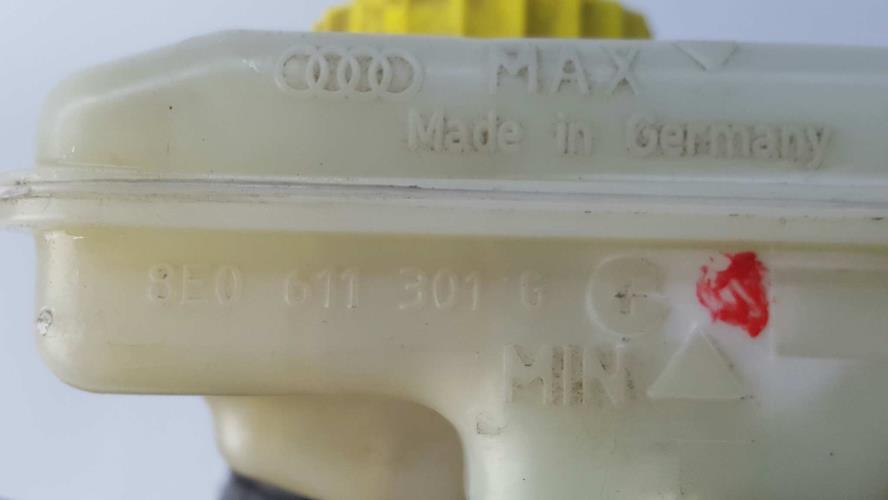 MAX
Made in Germany
8E0 611 301 G
MIN